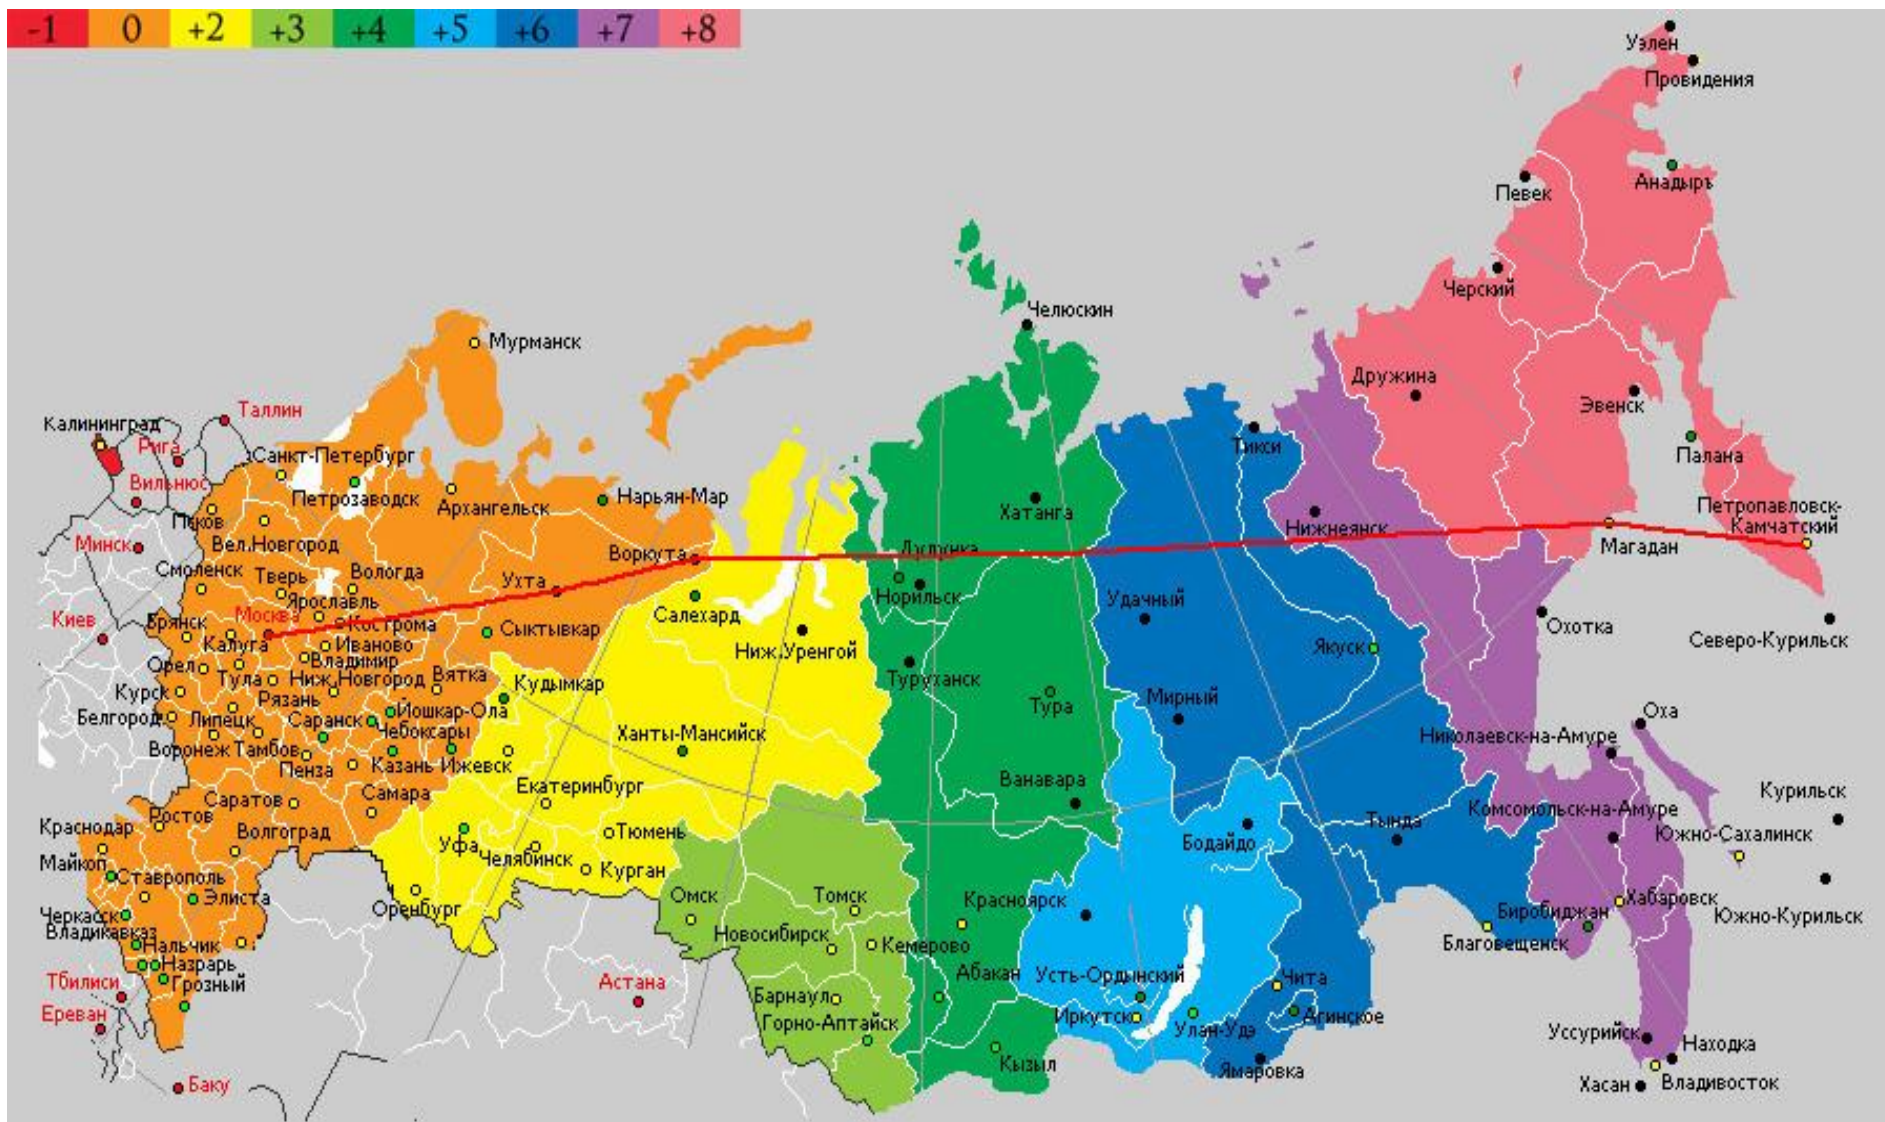 -1 0 +2 +3 +4 +5 +6 +7 +8
Уэлен
Провидения
Певек
Анадыръ
Черский
Челюскин
Мурманск
Дружина
Эвенск
Таллин
Калининград
Рига
Санкт-Петербург
Тикси
Палана
Вильнюс
Петрозаводск
Нарьян-Мар
Архангельск
Хатанга
Петропавловск-
Камчатский
Псков
Нижнеянск
Минск
Вел.Новгород
Воркута
Дудинка
Магадан
Смоленск
Тверь
Вологда
Ухта
Норильск
Удачный
Ярославль
Москва
Салехард
Киев
Брянск
Кострома
Сыктывкар
Охотка
Северо-Курильск
Калуга
Иваново
Ниж.Уренгой
Якуск
Орел
Владимир
Тула
Ниж.Новгород
Вятка
Кудымкар
Туруханск
Курск
Рязань
Мирный
Тура
Белгород
Липецк
Саранск
Йошкар-Ола
Оха
Чебоксары
Ханты-Мансийск
Николаевск-на-Амуре
Воронеж
Тамбов
Пенза
Казань
Ижевск
Ванавара
Екатеринбург
Саратов
Самара
Курильск
Ростов
Комсомольск-на-Амуре
Краснодар
Волгоград
Тюмень
Тында
Южно-Сахалинск
Уфа
Бодайдо
Майкоп
Челябинск
Курган
Ставрополь
Элиста
Оренбург
Омск
Томск
Красноярск
Хабаровск
Черкасск
Биробиджан
Южно-Курильск
Владикавказ
Новосибирск
Кемерово
Благовещенск
Нальчик
Назрарь
Абакан
Усть-Ордынский
Чита
Тбилиси
Грозный
Астана
Барнаул
Ереван
Горно-Аптайск
Иркутск
Улан-Удэ
Агинское
Уссурийск
Находка
Кызыл
Ямаровка
Баку
Хасан
Владивосток